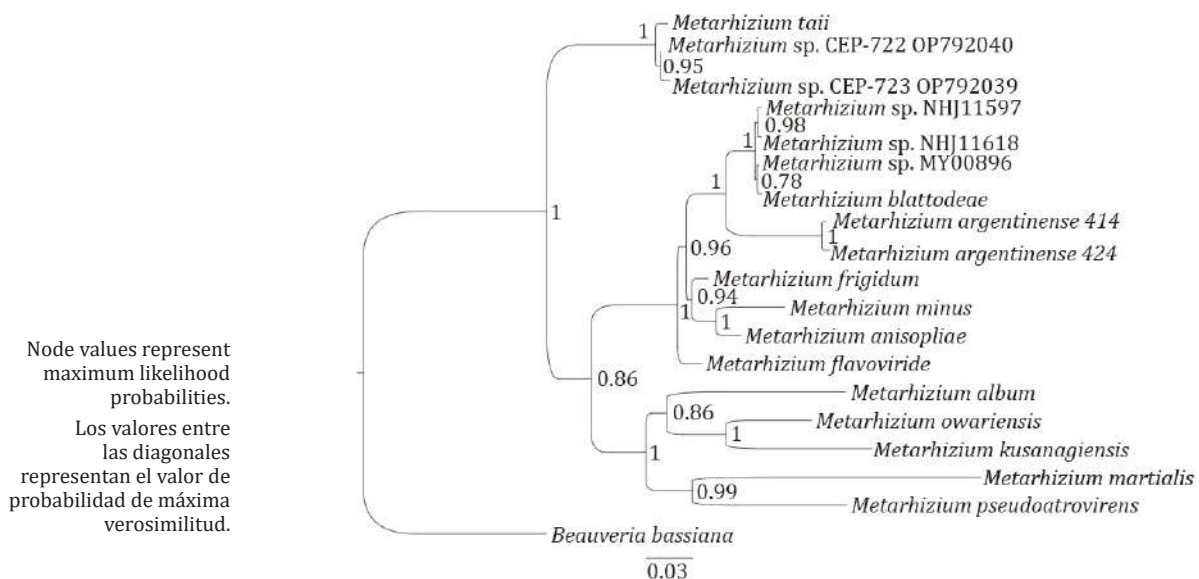 Metarhizium taii
1
Metarhizium sp. CEP-722 OP792040
0.95
Metarhizium sp. CEP-723 OP792039
Metarhizium sp. NHJ11597
0.98
1
Metarhizium sp. NHJ11618
Metarhizium sp. MY00896
0.78
1
Metarhizium blattodeae
1
Metarhizium argentinense 414
1
Metarhizium argentinense 424
0.96
Metarhizium frigidum
0.94
1
Metarhizium minus
1
Metarhizium anisopliae
Metarhizium flavoviride
0.86
Metarhizium album
0.86
Metarhizium owariensis
1
Metarhizium kusanagiensis
1
Metarhizium martialis
0.99
Metarhizium pseudoatrovirens
Beauveria bassiana
0.03
Node values represent
maximum likelihood
probabilities.
Los valores entre
las diagonales
representan el valor de
probabilidad de máxima
verosimilitud.